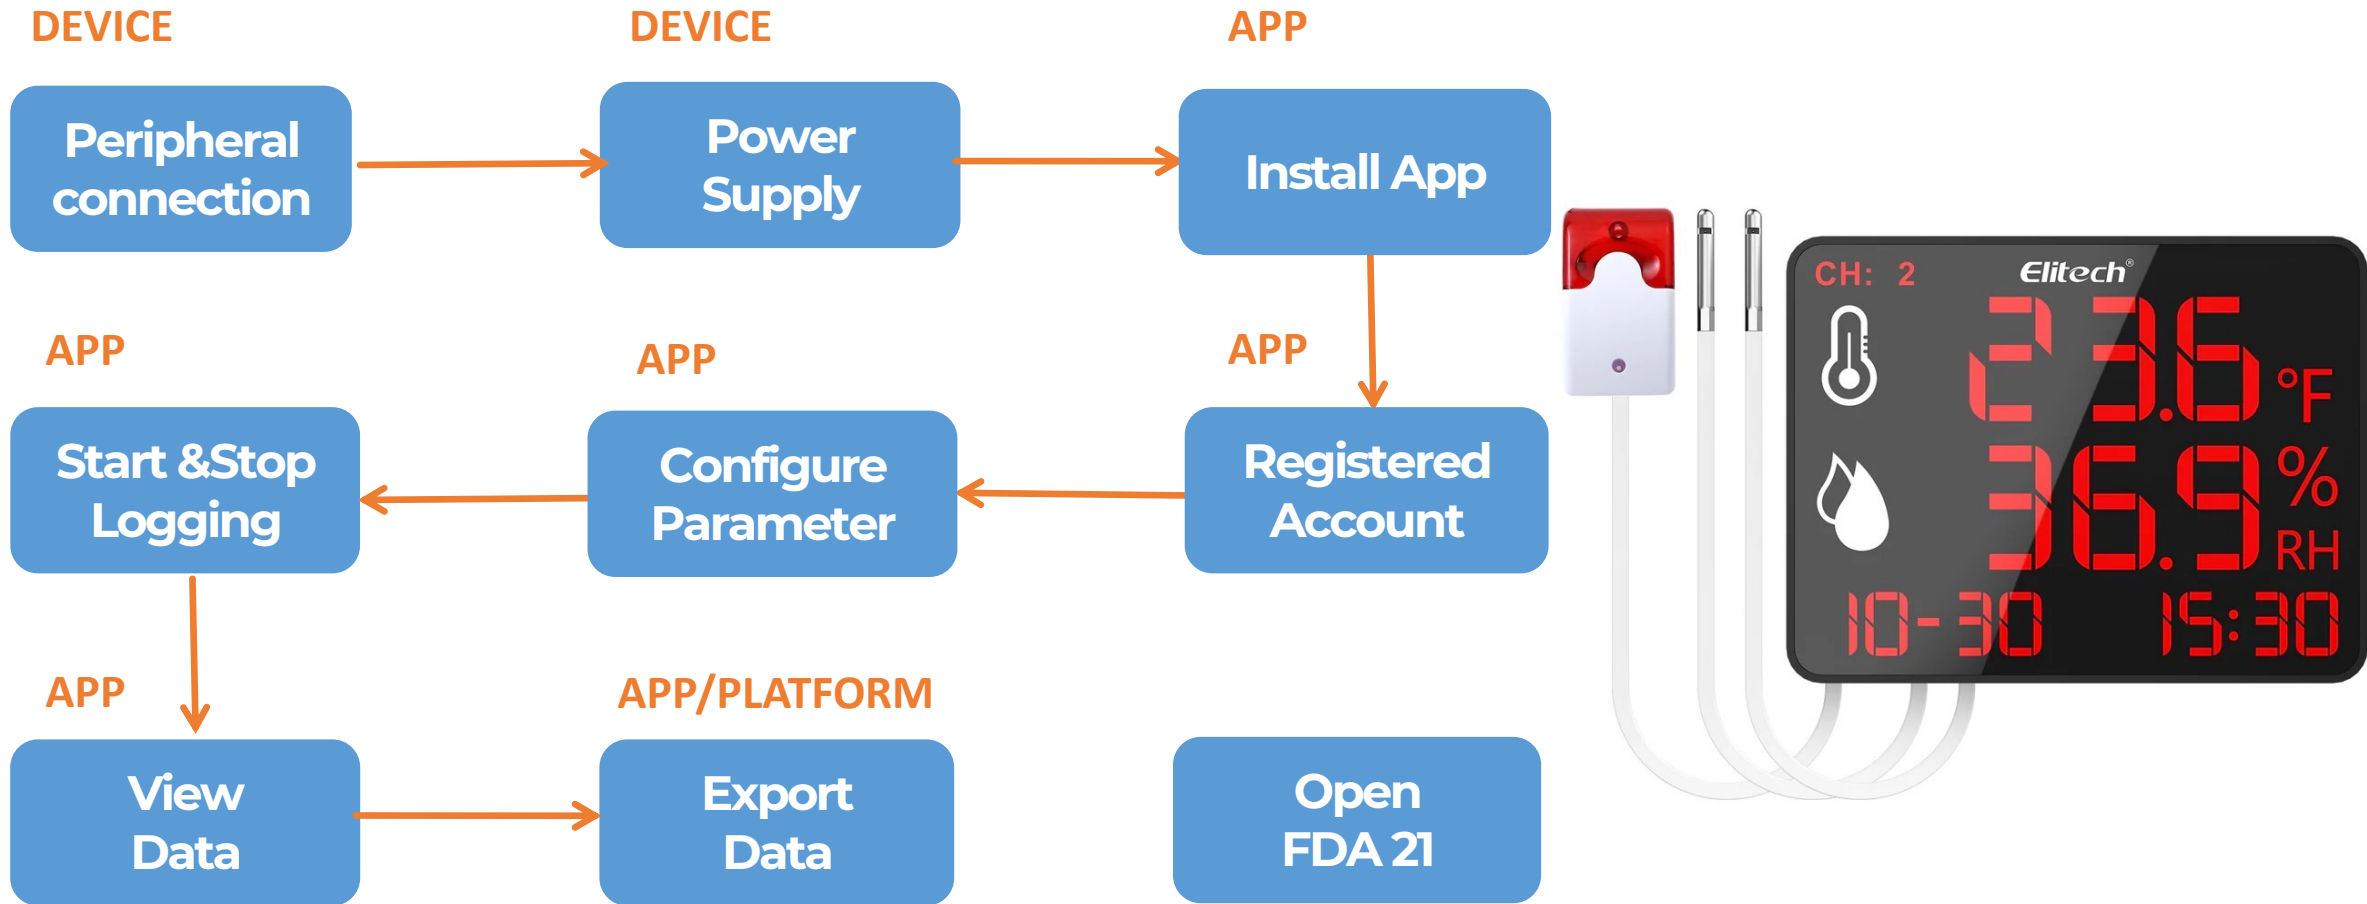 DEVICE
DEVICE
APP
Peripheral
connection
Power
Supply
Install App
APP
APP
APP
Start &Stop
Logging
Configure
Parameter
Registered
Account
APP
APP/PLATFORM
View
Data
Export
Data
Open
FDA 21
CH: 2
Elitech®
23.6 °F
36.9 %
RH
10-30 15:30